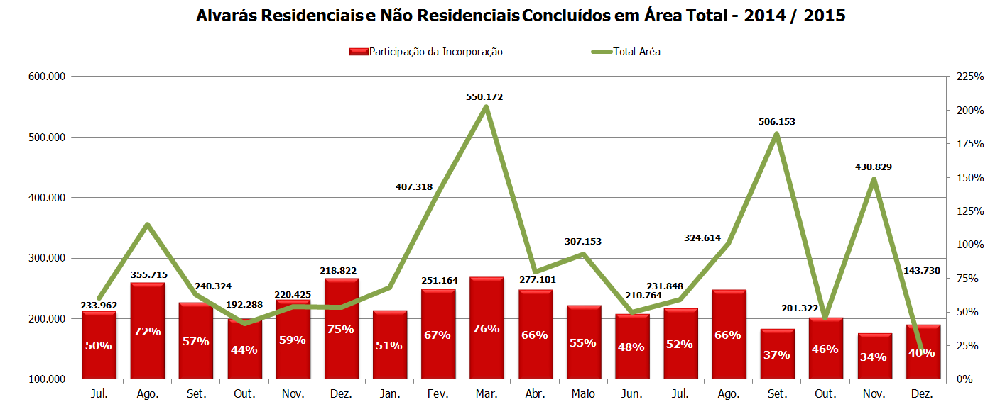 Alvarás Residenciais e Não Residenciais Concluídos em Área Total - 2014 / 2015
Participação da Incorporação Total Aréa
600.000 225%
550.172
200%
506.153
500.000 175%
430.829
407.318 150%
400.000 125%
324.614 307.153 100%
300.000
355.715 218.822 143.730 75%
240.324 251.164 277.101
233.962 192.288 220.425 210.764 231.848 201.322 50%
200.000
50% 72% 57% 44% 59% 75% 51% 67% 76% 66% 55% 48% 52% 66% 37% 46% 34% 40%
25%
100.000 0%
Jul. Ago. Set. Out. Nov. Dez. Jan. Fev. Mar. Abr. Maio Jun. Jul. Ago. Set. Out. Nov. Dez.